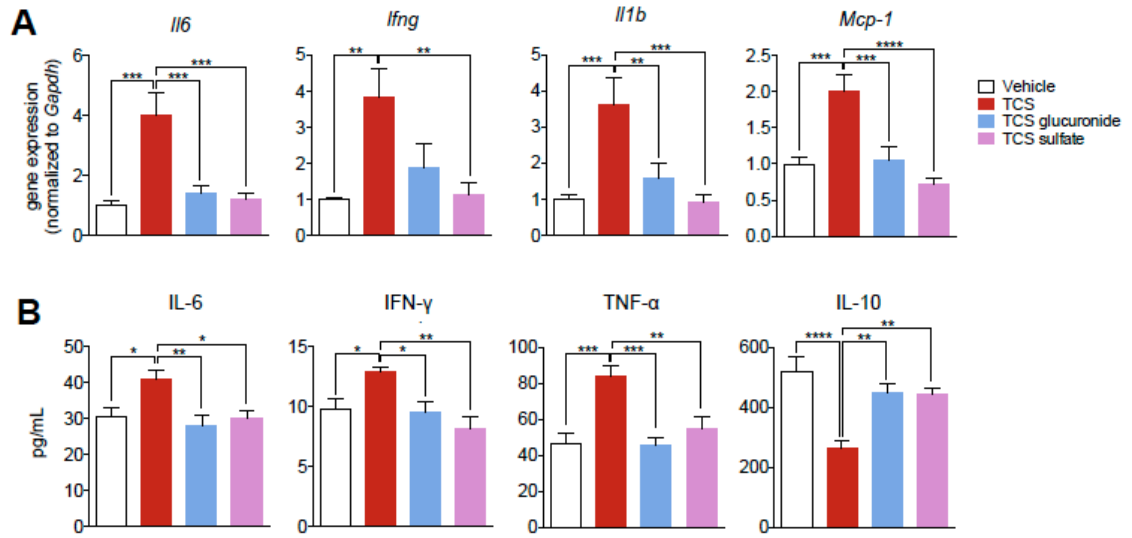 A
Il6
Ifng
Il1b
Mcp-1
gene expression
(normalized to Gapdh)
6
4
2
0
*** *** ***
5
4
3
2
1
0
** **
5
4
3
2
1
0
*** ** ***
2.5
2.0
1.5
1.0
0.5
0.0
*** *** ****
Vehicle
TCS
TCS glucuronide
TCS sulfate
B
IL-6
IFN-γ
TNF-α
IL-10
pg/mL
50
40
30
20
10
0
* ** *
15
10
5
0
* * **
100
80
60
40
20
0
*** *** **
600
400
200
0
**** ** **